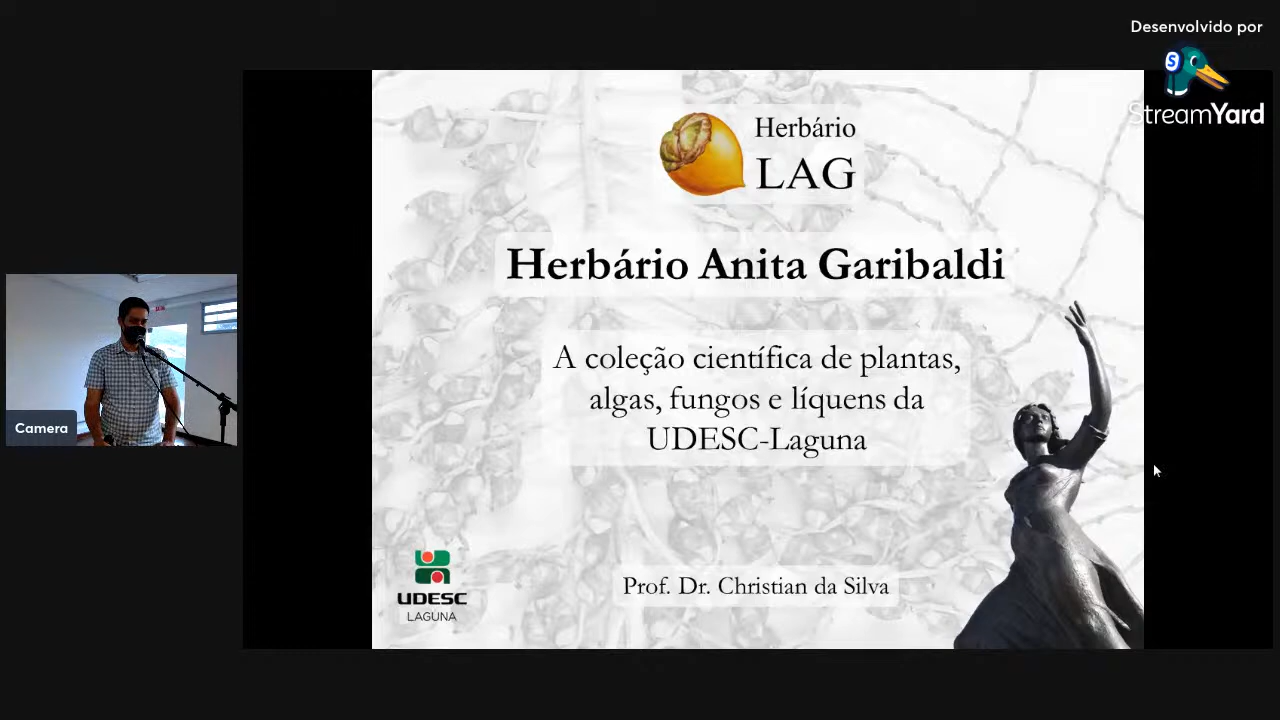 Desenvolvido por
StreamYard
Herbário
LAG
Herbário Anita Garibaldi
A coleção científica de plantas,
algas, fungos e líquens da
UDESC-Laguna
Camera
UDESC
LAGUNA
Prof. Dr. Christian da Silva